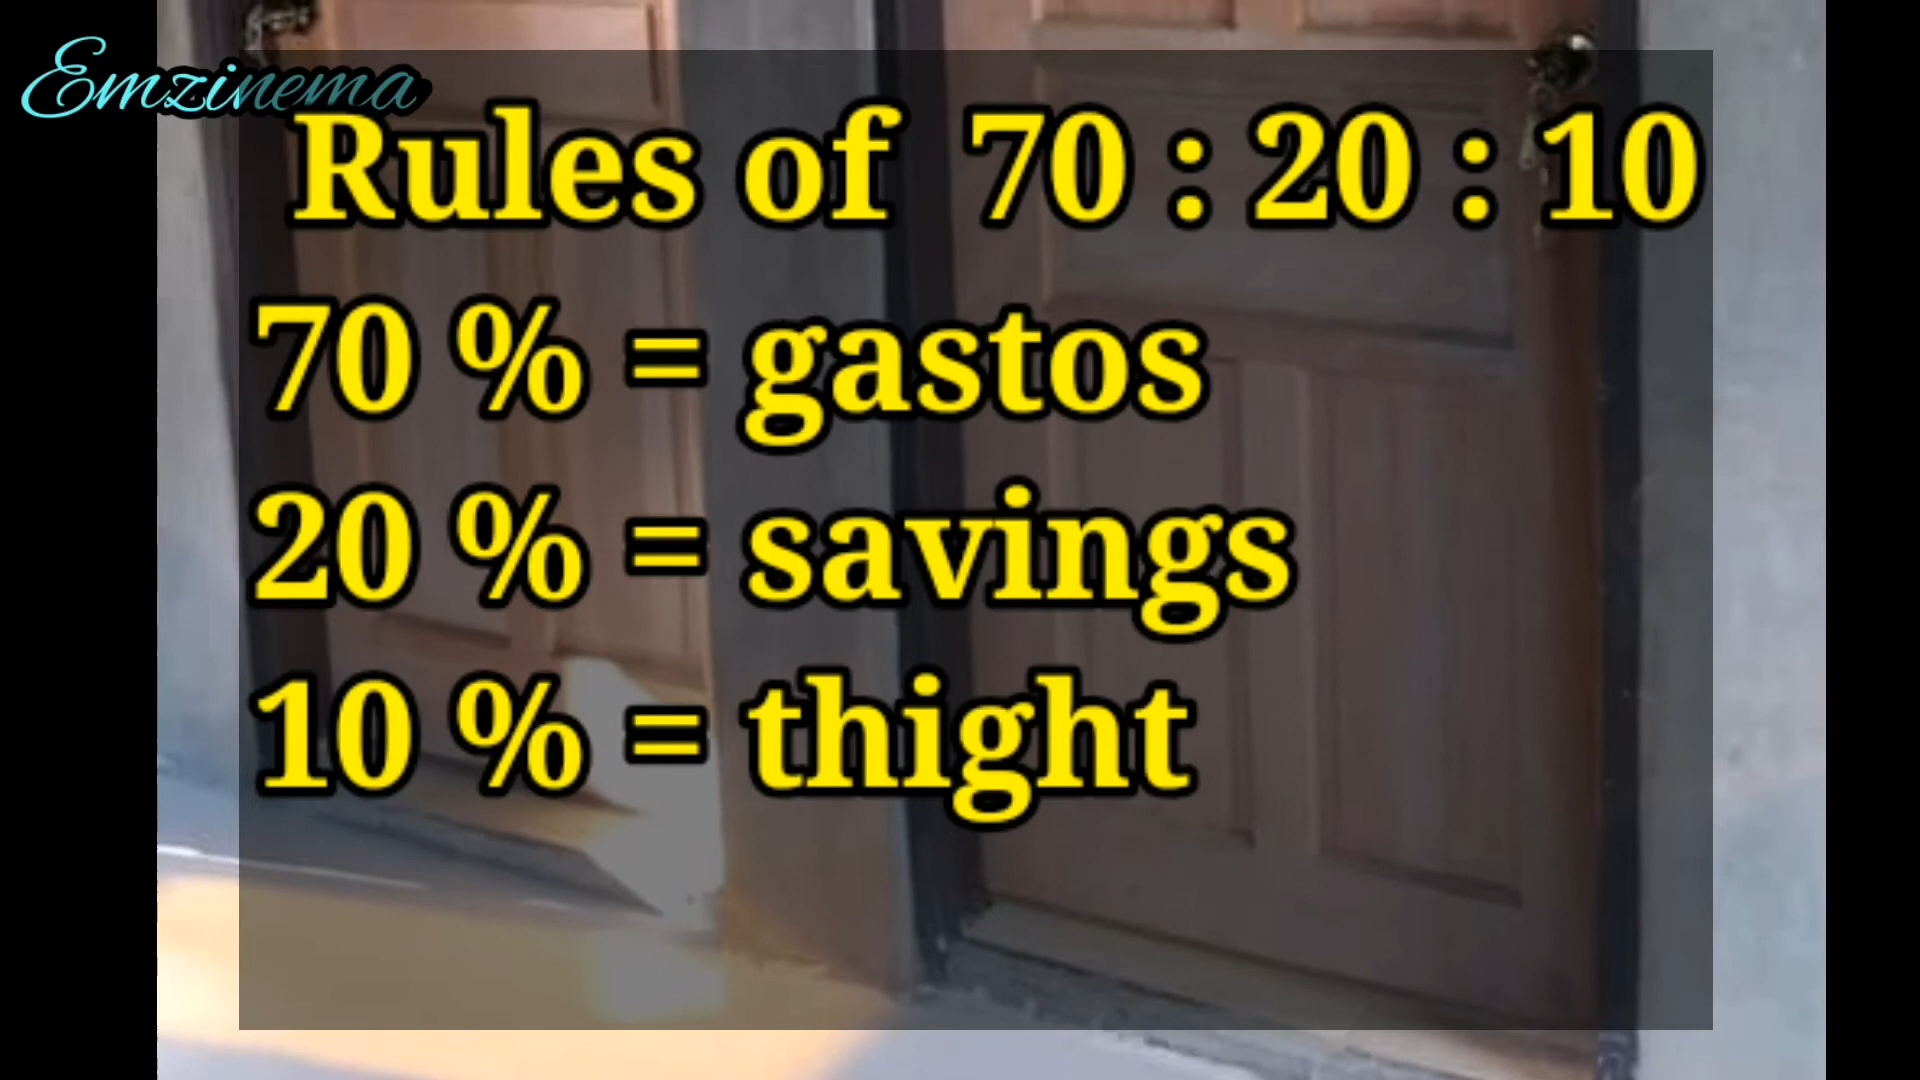 Emzinema
Rules of 70 : 20 : 10
70 % = gastos
20 % = savings
10 % = thight